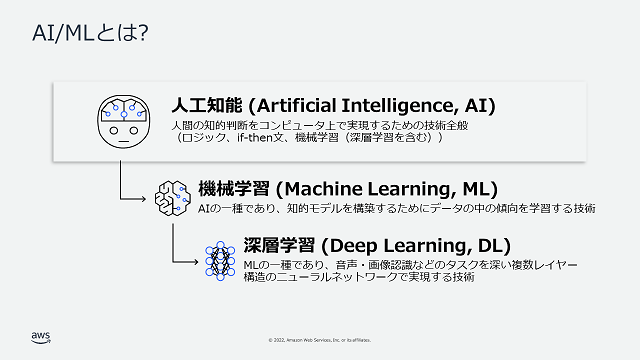 AI/MLとは?
人工知能 (Artificial Intelligence, AI)
人間の知的判断をコンピュータ上で実現するための技術全般
（ロジック、if-then文、機械学習（深層学習を含む））
機械学習 (Machine Learning, ML)
AIの一種であり、知的モデルを構築するためにデータの中の傾向を学習する技術
深層学習 (Deep Learning, DL)
MLの一種であり、音声・画像認識などのタスクを深い複数レイヤー
構造のニューラルネットワークで実現する技術
aws
© 2022, Amazon Web Services, Inc. or its affiliates.